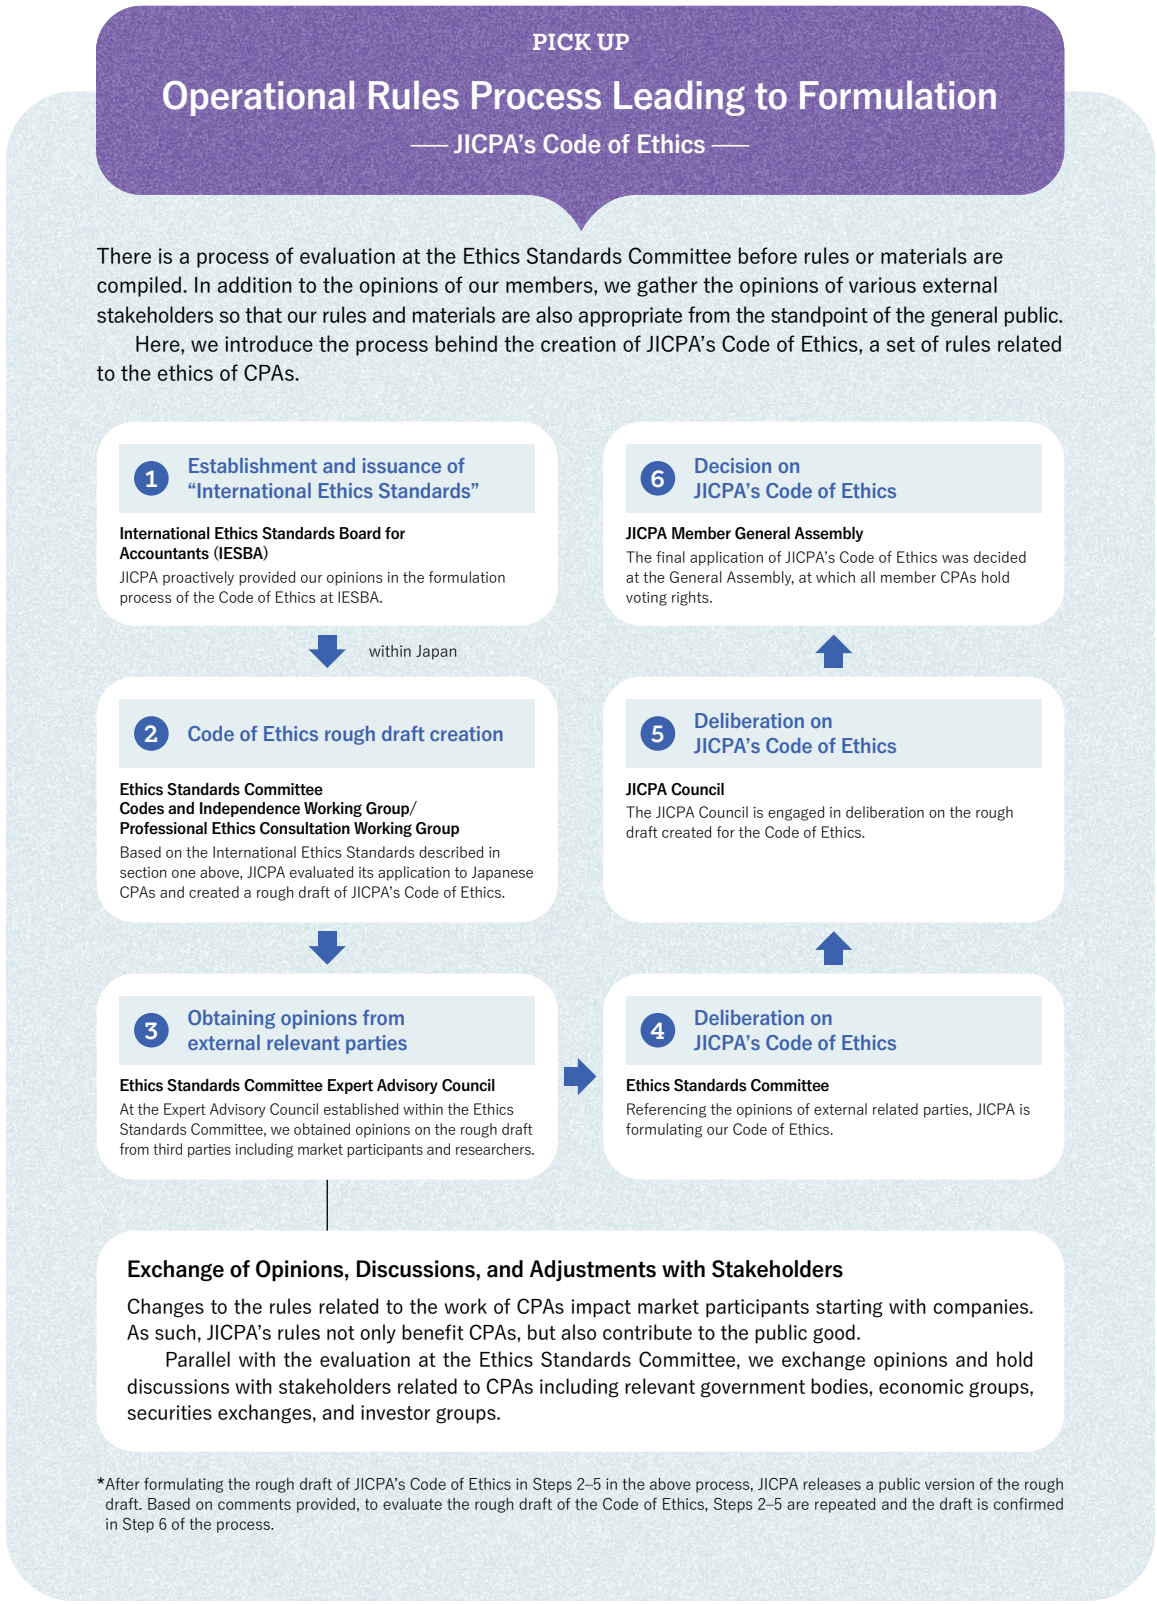 PICK UP
Operational Rules Process Leading to Formulation
— JICPA's Code of Ethics —
There is a process of evaluation at the Ethics Standards Committee before rules or materials are
compiled. In addition to the opinions of our members, we gather the opinions of various external
stakeholders so that our rules and materials are also appropriate from the standpoint of the general public.
Here, we introduce the process behind the creation of JICPA's Code of Ethics, a set of rules related
to the ethics of CPAs.
1
Establishment and issuance of
“International Ethics Standards”
International Ethics Standards Board for
Accountants (IESBA)
JICPA proactively provided our opinions in the formulation
process of the Code of Ethics at IESBA.
within Japan
2
Code of Ethics rough draft creation
Ethics Standards Committee
Codes and Independence Working Group/
Professional Ethics Consultation Working Group
Based on the International Ethics Standards described in
section one above, JICPA evaluated its application to Japanese
CPAs and created a rough draft of JICPA's Code of Ethics.
3
Obtaining opinions from
external relevant parties
Ethics Standards Committee Expert Advisory Council
At the Expert Advisory Council established within the Ethics
Standards Committee, we obtained opinions on the rough draft
from third parties including market participants and researchers.
4
Deliberation on
JICPA's Code of Ethics
Ethics Standards Committee
Referencing the opinions of external related parties, JICPA is
formulating our Code of Ethics.
5
Deliberation on
JICPA's Code of Ethics
JICPA Council
The JICPA Council is engaged in deliberation on the rough
draft created for the Code of Ethics.
6
Decision on
JICPA's Code of Ethics
JICPA Member General Assembly
The final application of JICPA's Code of Ethics was decided
at the General Assembly, at which all member CPAs hold
voting rights.
Exchange of Opinions, Discussions, and Adjustments with Stakeholders
Changes to the rules related to the work of CPAs impact market participants starting with companies.
As such, JICPA's rules not only benefit CPAs, but also contribute to the public good.
Parallel with the evaluation at the Ethics Standards Committee, we exchange opinions and hold
discussions with stakeholders related to CPAs including relevant government bodies, economic groups,
securities exchanges, and investor groups.
*After formulating the rough draft of JICPA's Code of Ethics in Steps 2–5 in the above process, JICPA releases a public version of the rough
draft. Based on comments provided, to evaluate the rough draft of the Code of Ethics, Steps 2–5 are repeated and the draft is confirmed
in Step 6 of the process.